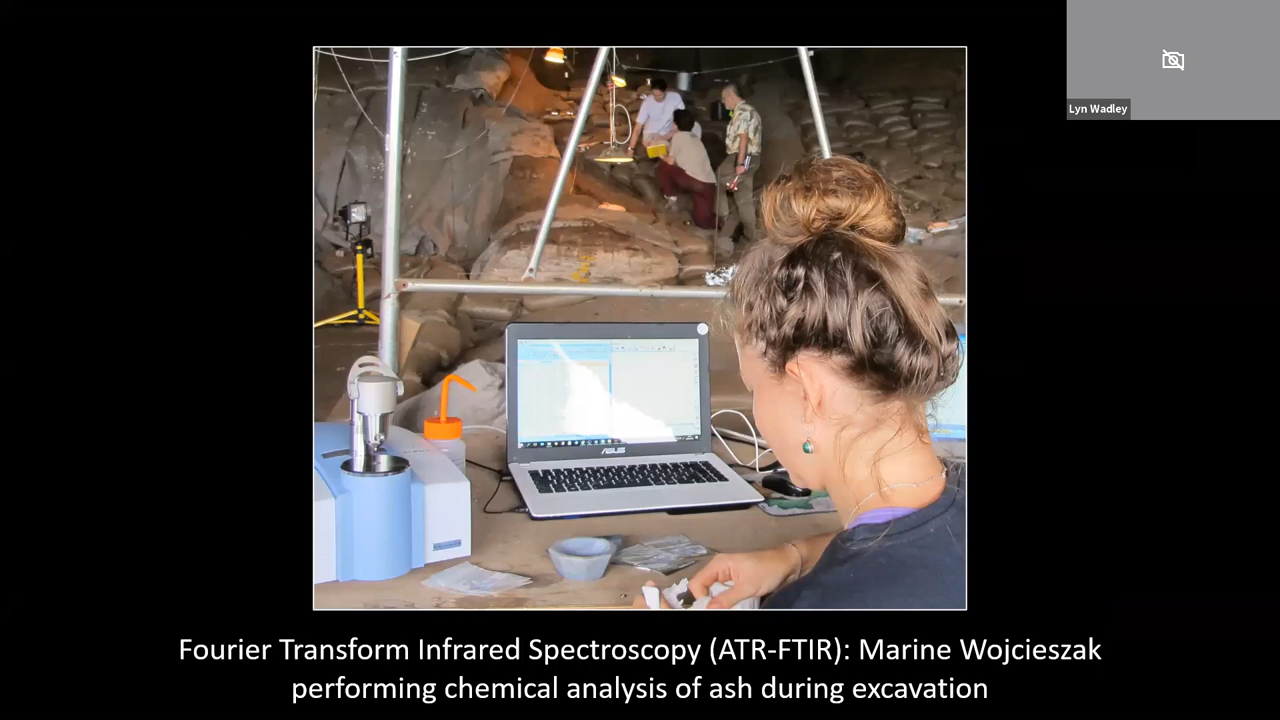 Lyn Wadley
ASUS
Fourier Transform Infrared Spectroscopy (ATR-FTIR): Marine Wojcieszak
performing chemical analysis of ash during excavation